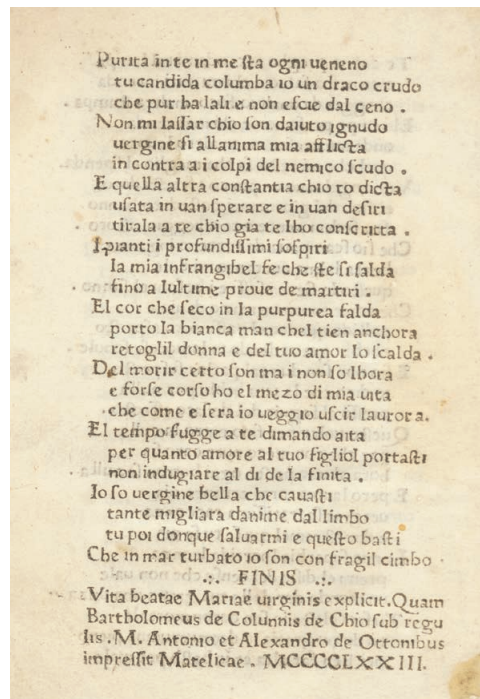 Purita in te in me sta ogni ueneno
tu candida columba io un draco crudo
che pur ha lali e non escie dal ceno .
Non mi lassar chio son daiuto ignudo
uergine si allanima mia afflicta
in contra a i colpi del nemico scudo .
E quella altra constantia chio to dicta
usata in uan sperare e in uan desiri
tirala a te chio gia te lho conscritta .
I pianti i profundissimi sospiri
la mia infrangibel fe che ste si salda
fino a lultime proue de martiri .
El cor che seco in la purpurea falda
porto la bianca man chel tien anchora
retoglil donna e del tuo amor lo scalda .
Del morir certo son ma i non so lhora
e forse corso ho el mezo di mia uita
che come e sera io ueggio uscir laurora.
El tempo fugge a te dimando aita
per quanto amore al tuo figliol portasti
non indugiare al di de la finita .
Io so uergine bella che cauasti
tante migliara danime dal limbo
tu poi donque saluarmi e questo basti
Che in mar turbato io son con fragil cimbo .
.:. FINIS .:.
Vita beatae Mariae uirginis explicit. Quam
Bartholomeus de Columnis de Chio sub regu
lis . M. Antonio et Alexandro de Ottonibus
impressit Matelicae . MCCCCLXXIII.